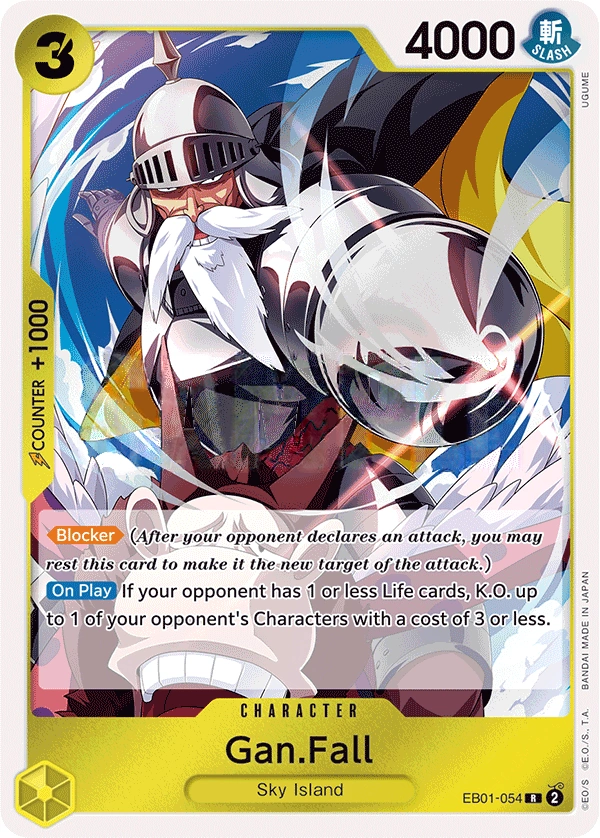 3
4000
斬
SLASH
UGUME
COUNTER +1000
Blocker (After your opponent declares an attack, you may
rest this card to make it the new target of the attack.)
On Play If your opponent has 1 or less Life cards, K.O. up
to 1 of your opponent's Characters with a cost of 3 or less.
©E.O./S., T.A. BANDAI MADE IN JAPAN
©EO/S
CHARACTER
Gan.Fall
Sky Island
EB01-054 R 2